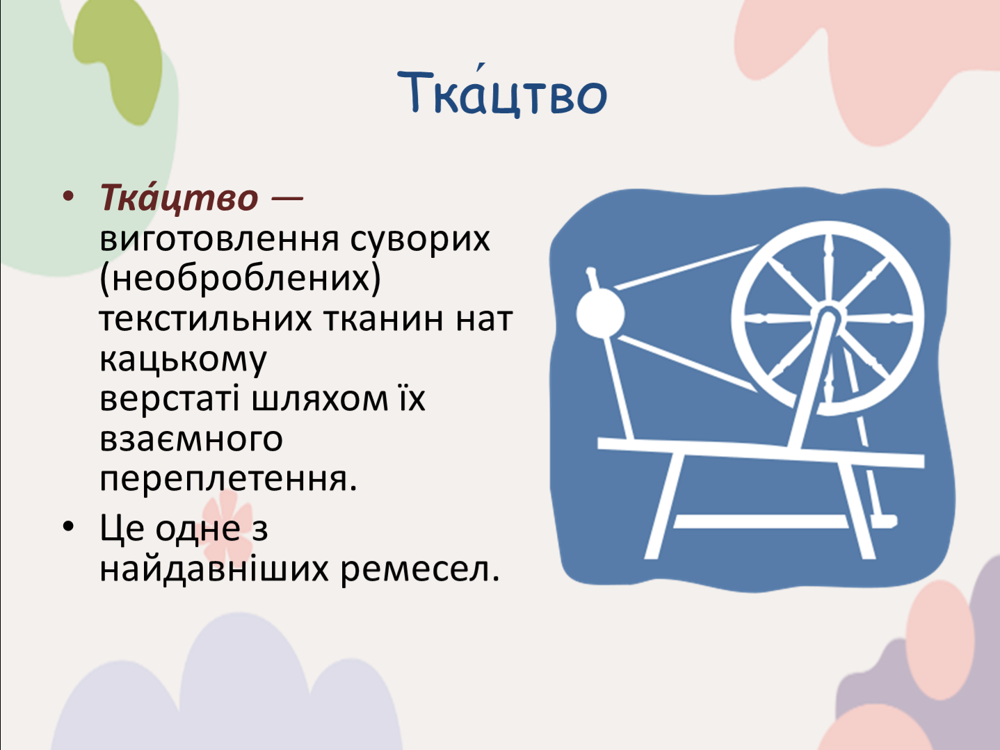 Тка́цтво
• Тка́цтво —
виготовлення суворих
(необроблених)
текстильних тканин нат
кацькому
верстаті шляхом їх
взаємного
переплетення.
• Це одне з
найдавніших ремесел.